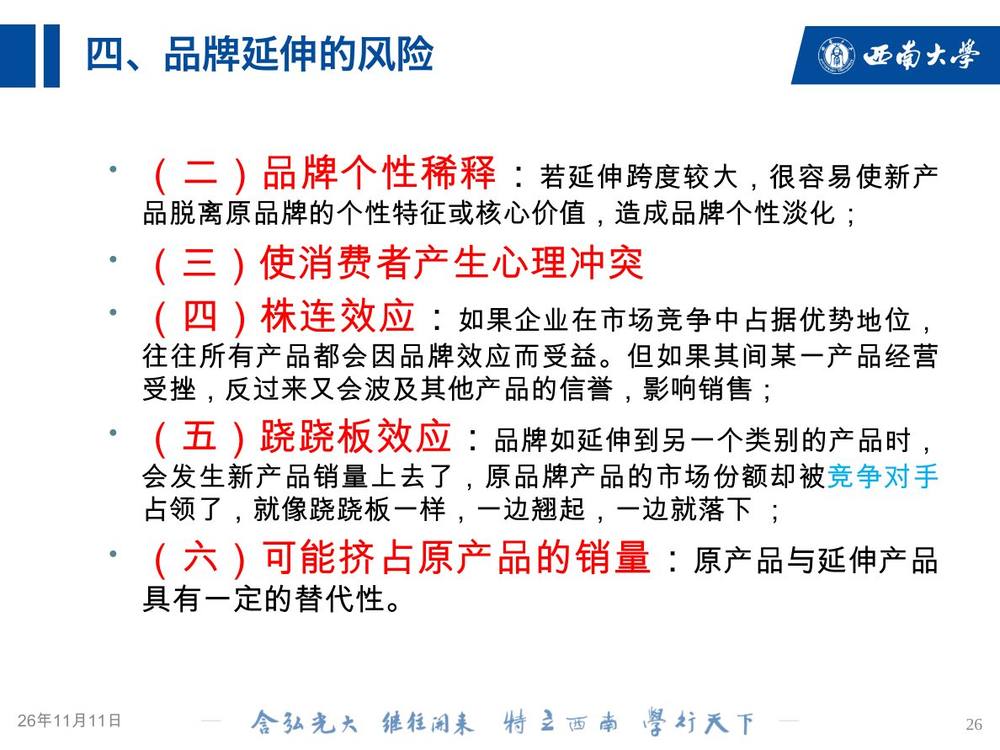 四、品牌延伸的风险
西南大学
• （二）品牌个性稀释：若延伸跨度较大，很容易使新产
品脱离原品牌的个性特征或核心价值，造成品牌个性淡化；
• （三）使消费者产生心理冲突
• （四）株连效应：如果企业在市场竞争中占据优势地位，
往往所有产品都会因品牌效应而受益。但如果其间某一产品经营
受挫，反过来又会波及其他产品的信誉，影响销售；
• （五）跷跷板效应：品牌如延伸到另一个类别的产品时，
会发生新产品销量上去了，原品牌产品的市场份额却被竞争对手
占领了，就像跷跷板一样，一边翘起，一边就落下 ；
• （六）可能挤占原产品的销量：原产品与延伸产品
具有一定的替代性。
26年11月11日
含弘光大 继往开来 特立西南 学行天下
26